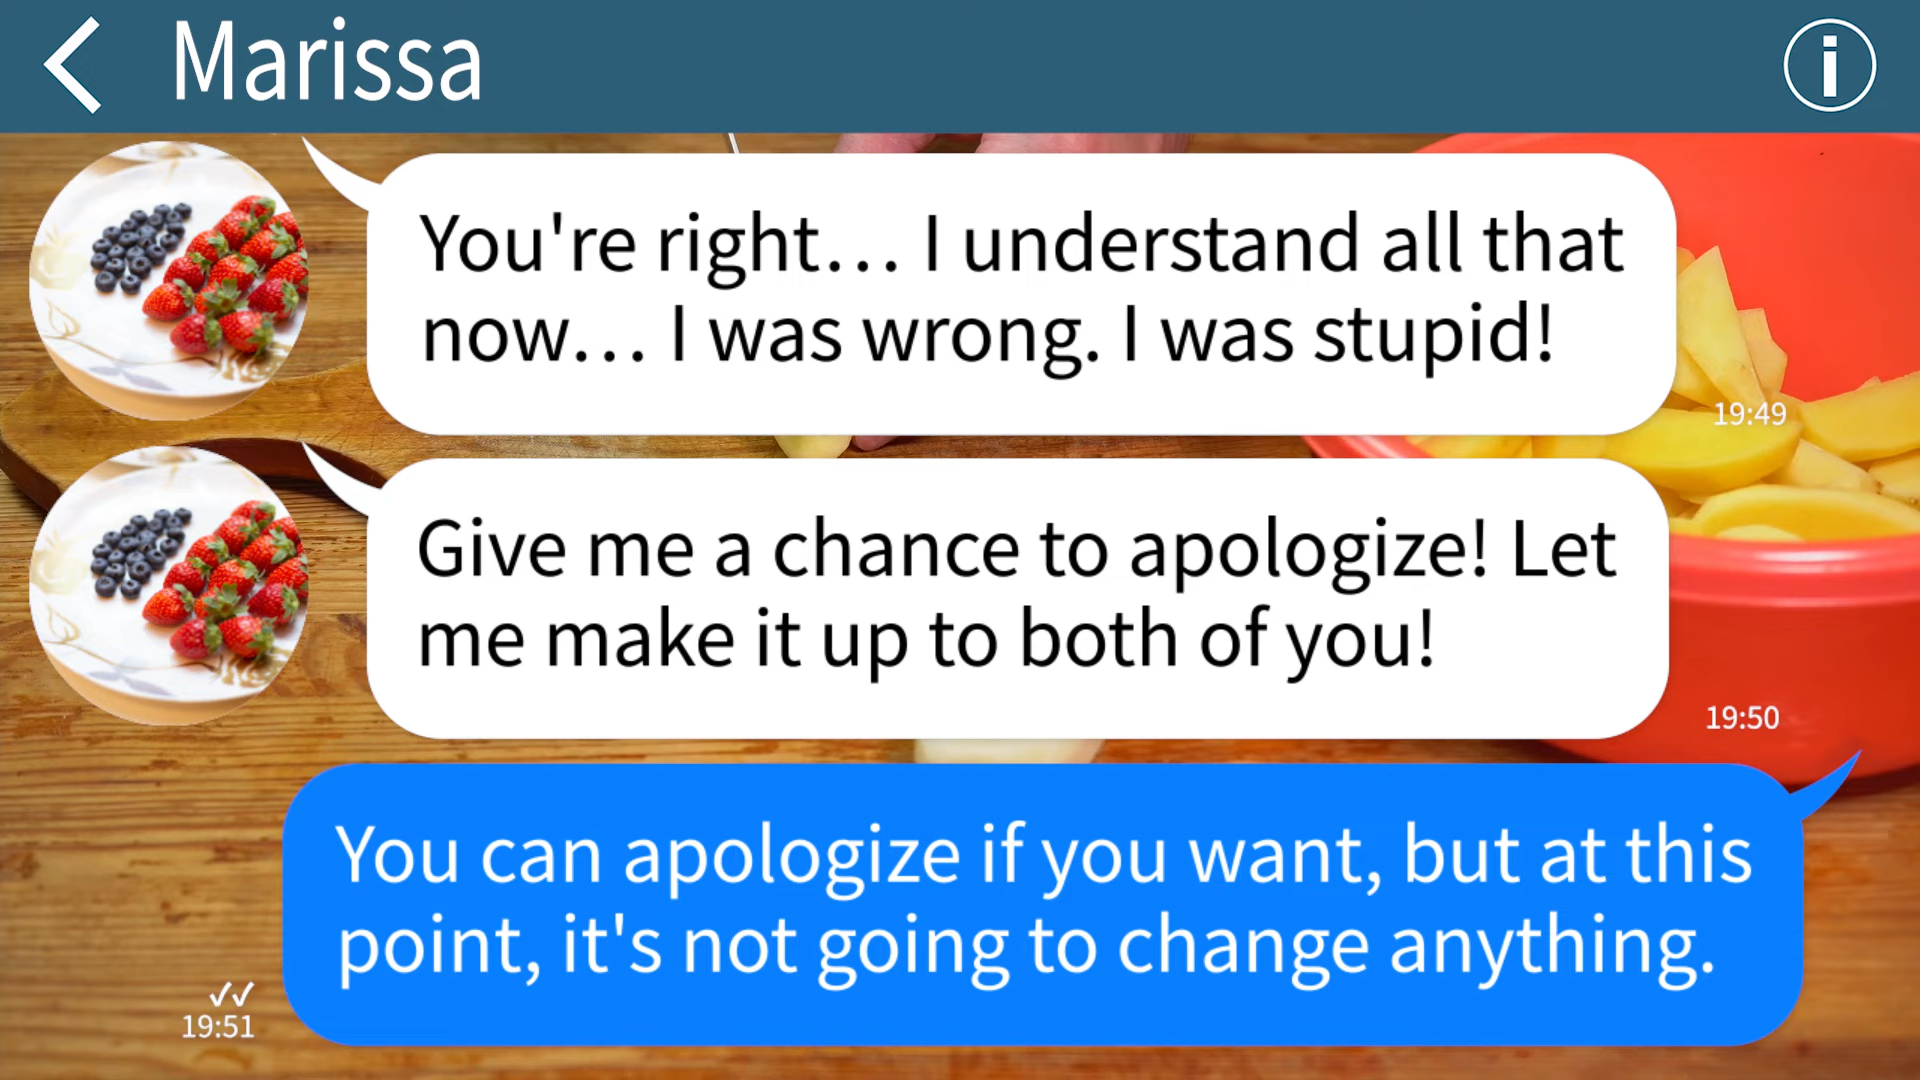 Marissa
You're right… I understand all that
now… I was wrong. I was stupid!
19:49
Give me a chance to apologize! Let
me make it up to both of you!
19:50
You can apologize if you want, but at this
point, it's not going to change anything.
19:51